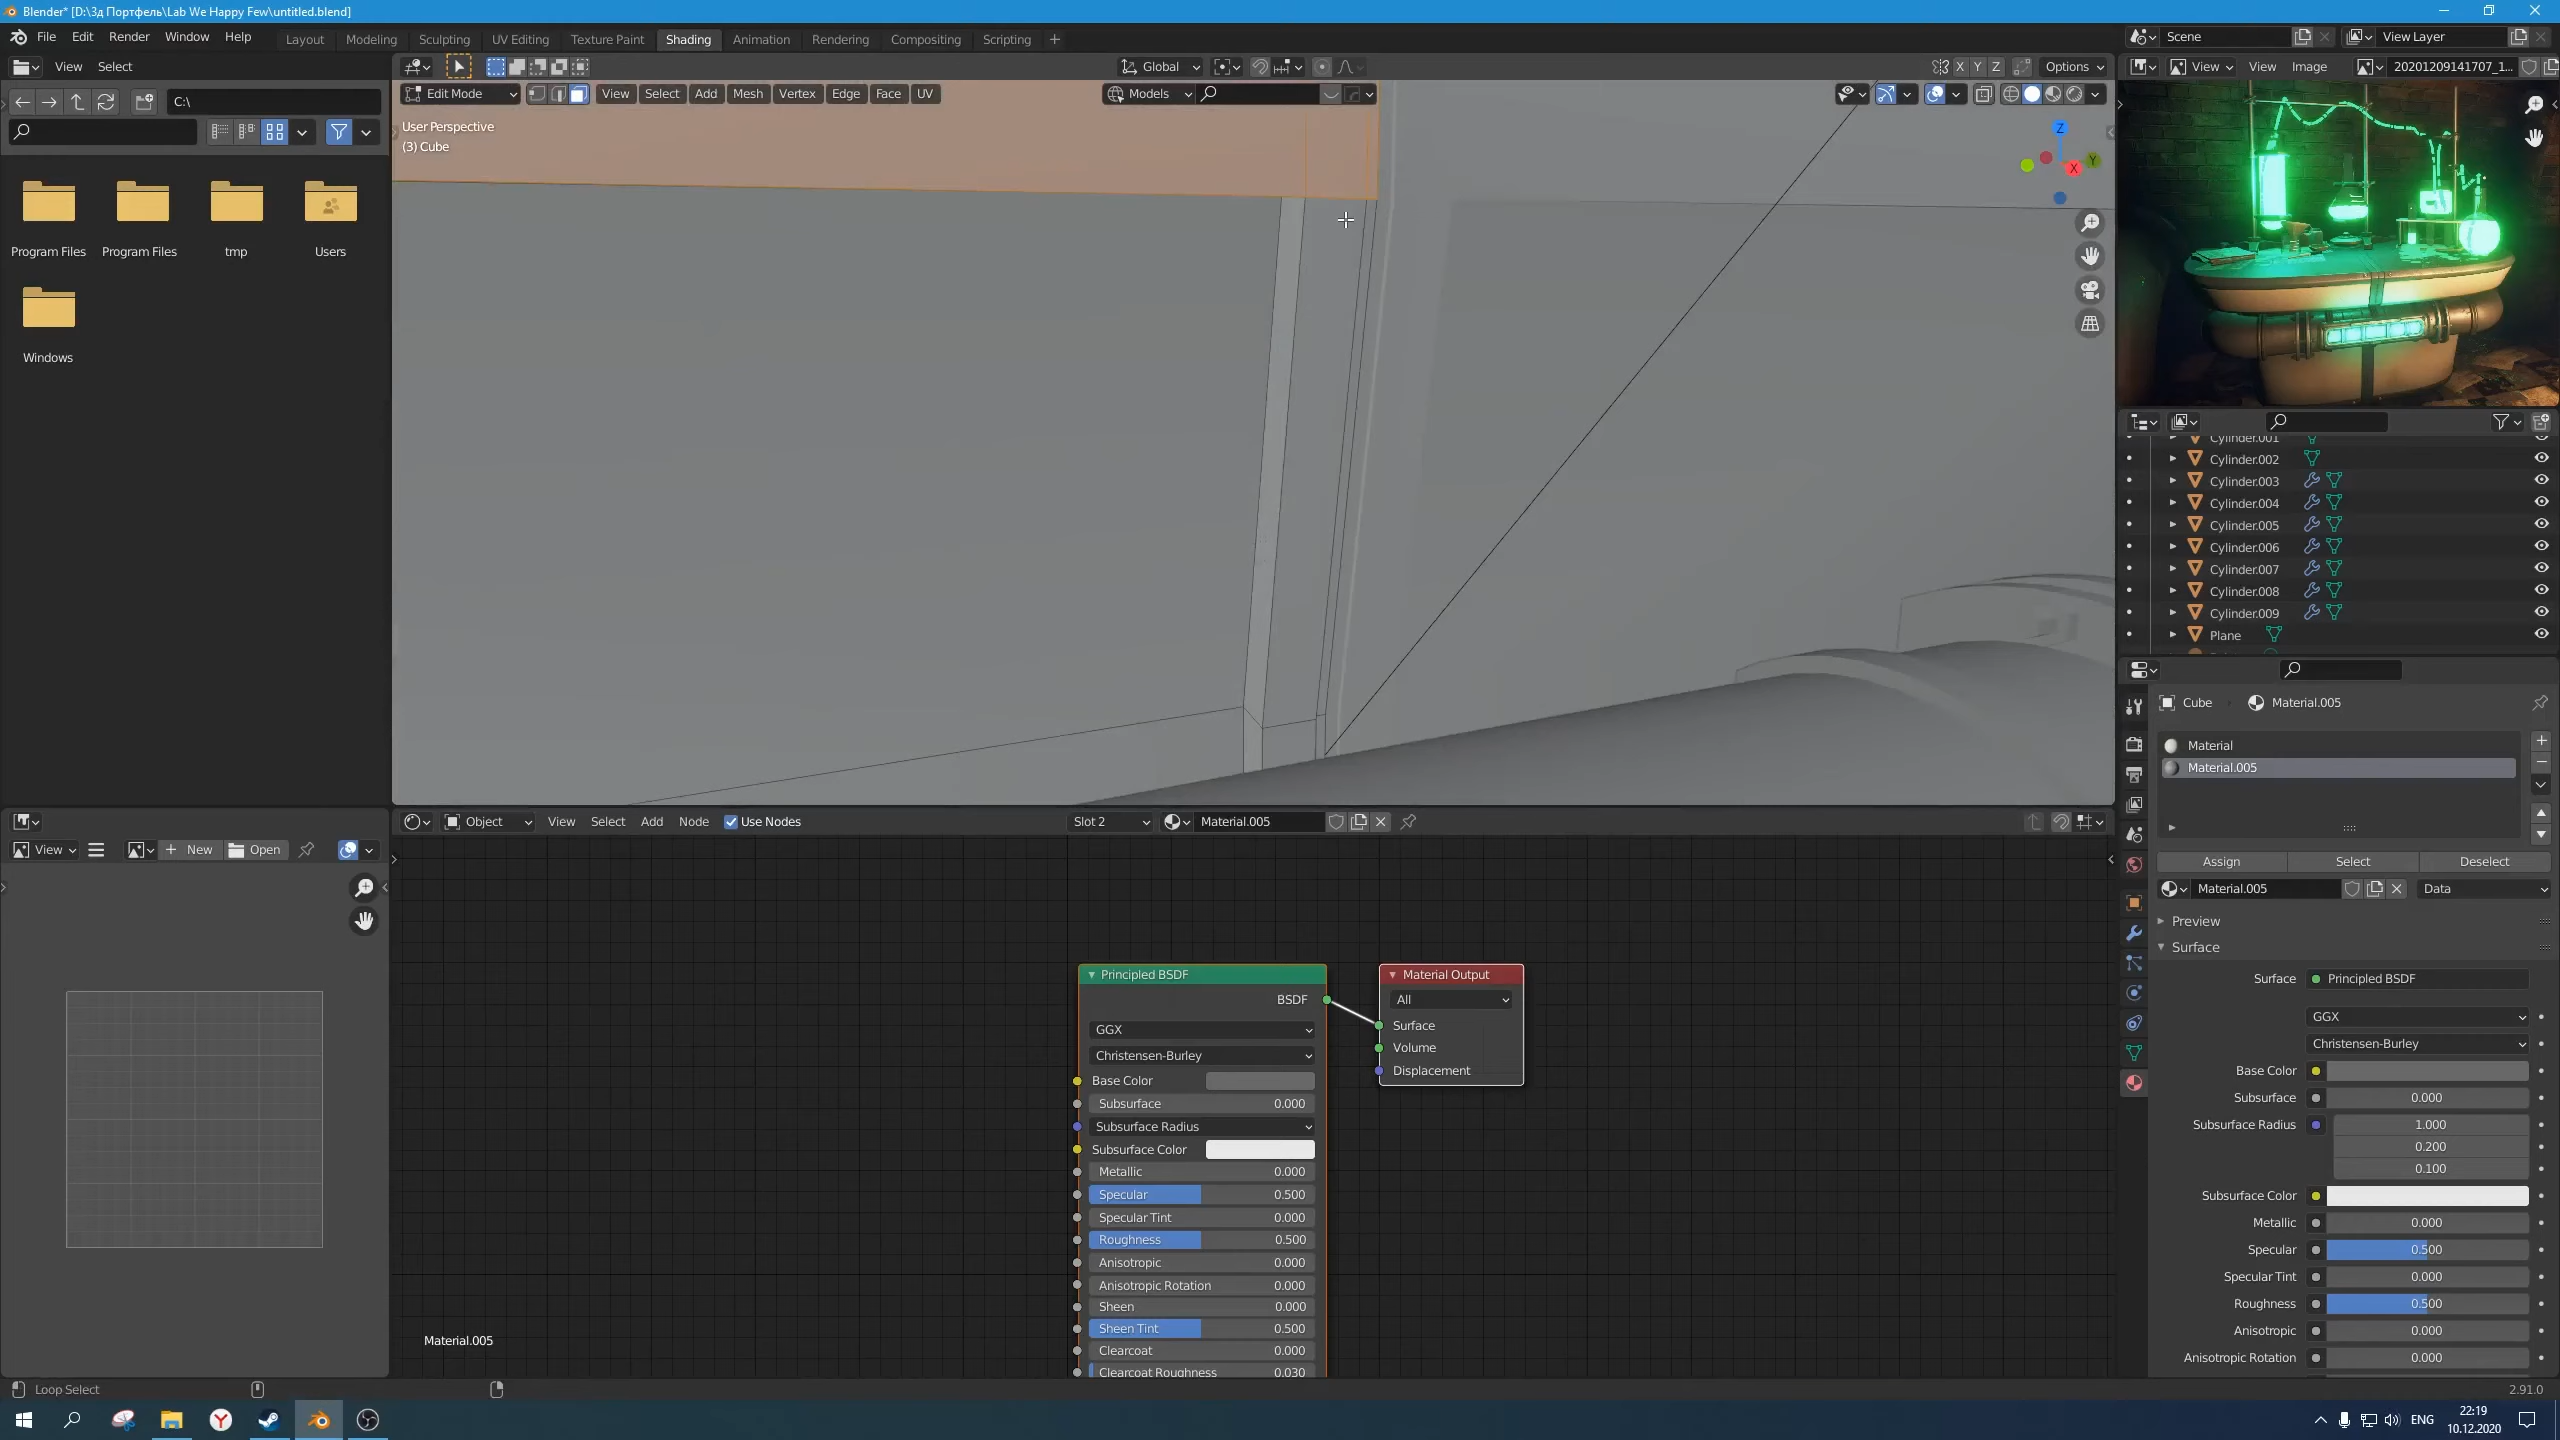 Blender* [D:\3д Портфель\Lab We Happy Few\untitled.blend]
File Edit Render Window Help Layout Modeling Sculpting UV Editing Texture Paint Shading Animation Rendering Compositing Scripting
Scene View Layer
View Select
Global Options
View View Image 20201209141707_1...
C:\
Edit Mode View Select Add Mesh Vertex Edge Face UV Models
User Perspective
(3) Cube
Z
Y
X
X Y Z
Program Files Program Files tmp Users
Windows
Cylinder.001
Cylinder.002
Cylinder.003
Cylinder.004
Cylinder.005
Cylinder.006
Cylinder.007
Cylinder.008
Cylinder.009
Plane
Cube Material.005
Material
Material.005
Assign Select Deselect
Material.005 Data
Preview
Surface
Surface Principled BSDF
GGX
Christensen-Burley
Base Color
Subsurface 0.000
Subsurface Radius 1.000
0.200
0.100
Subsurface Color
Metallic 0.000
Specular 0.500
Specular Tint 0.000
Roughness 0.500
Anisotropic 0.000
Anisotropic Rotation 0.000
Object View Select Add Node Use Nodes Slot 2 Material.005
View New Open
Principled BSDF
BSDF
GGX
Christensen-Burley
Base Color
Subsurface 0.000
Subsurface Radius
Subsurface Color
Metallic 0.000
Specular 0.500
Specular Tint 0.000
Roughness 0.500
Anisotropic 0.000
Anisotropic Rotation 0.000
Sheen 0.000
Sheen Tint 0.500
Clearcoat 0.000
Clearcoat Roughness 0.030
Material Output
All
Surface
Volume
Displacement
Material.005
Loop Select
2.91.0
ENG
22:19
10.12.2020